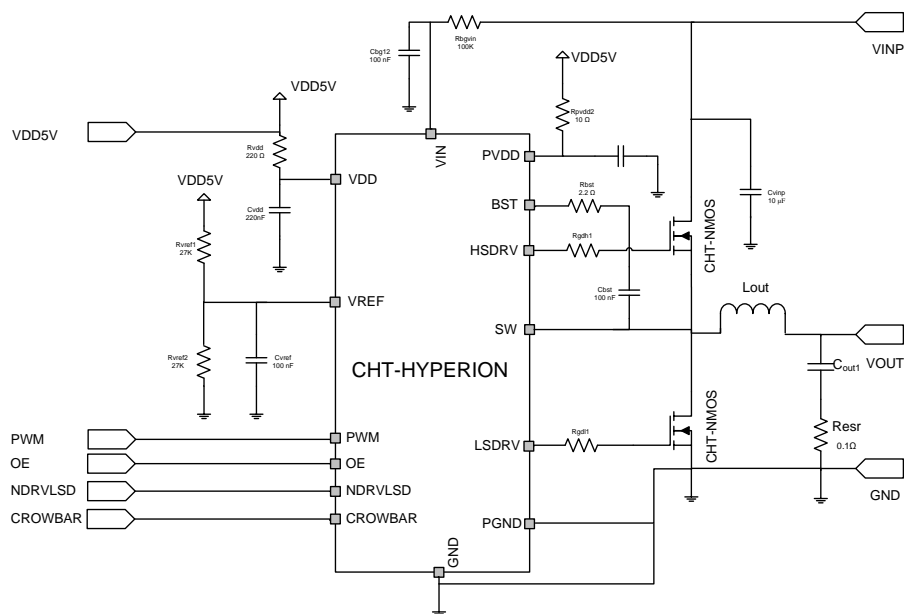 Cbg12
100 nF
Rbgvin
100K
VINP
VDD5V
Rpvdd2
10 Ω
VDD5V
VDD5V
Rvdd
220 Ω
VIN
PVDD
VDD
Rbst
2.2 Ω
BST
VDD5V
Cvdd
220nF
Cvinp
10 µF
CHT-NMOS
Rgdh1
HSDRV
Rvref1
27K
Lout
Cbst
100 nF
VREF
SW
VOUT
Cout1
Rvref2
27K
Cvref
100 nF
CHT-HYPERION
Resr
0.1Ω
CHT-NMOS
Rgdl1
LSDRV
PWM
PWM
OE
OE
NDRVLSD
NDRVLSD
GND
CROWBAR
CROWBAR
PGND
GND